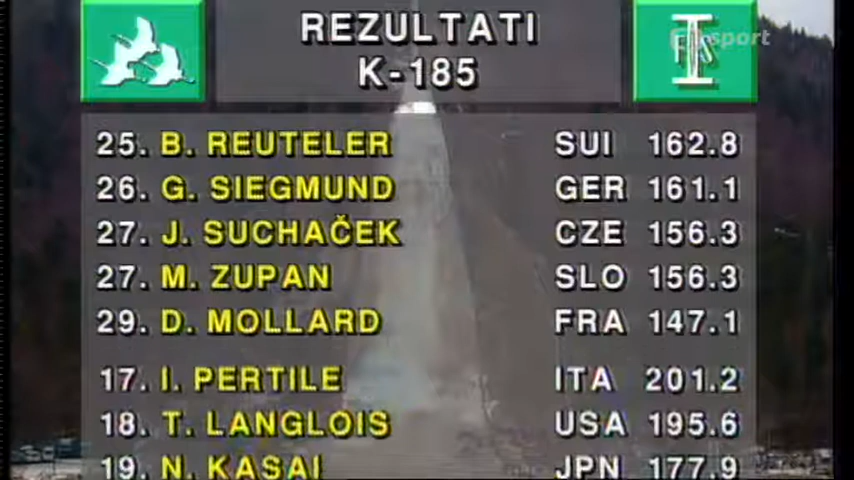 REZULTATI
K-185
FIS
sport
25. B. REUTELER SUI 162.8
26. G. SIEGMUND GER 161.1
27. J. SUCHAČEK CZE 156.3
27. M. ZUPAN SLO 156.3
29. D. MOLLARD FRA 147.1
17. I. PERTILE ITA 201.2
18. T. LANGLOIS USA 195.6
19. N. KASAI JPN 177.9